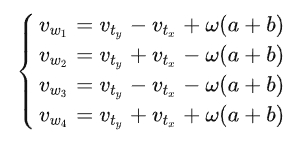 v_{w_1} = v_{t_y} − v_{t_x} + ω(a + b)
v_{w_2} = v_{t_y} + v_{t_x} − ω(a + b)
v_{w_3} = v_{t_y} − v_{t_x} − ω(a + b)
v_{w_4} = v_{t_y} + v_{t_x} + ω(a + b)